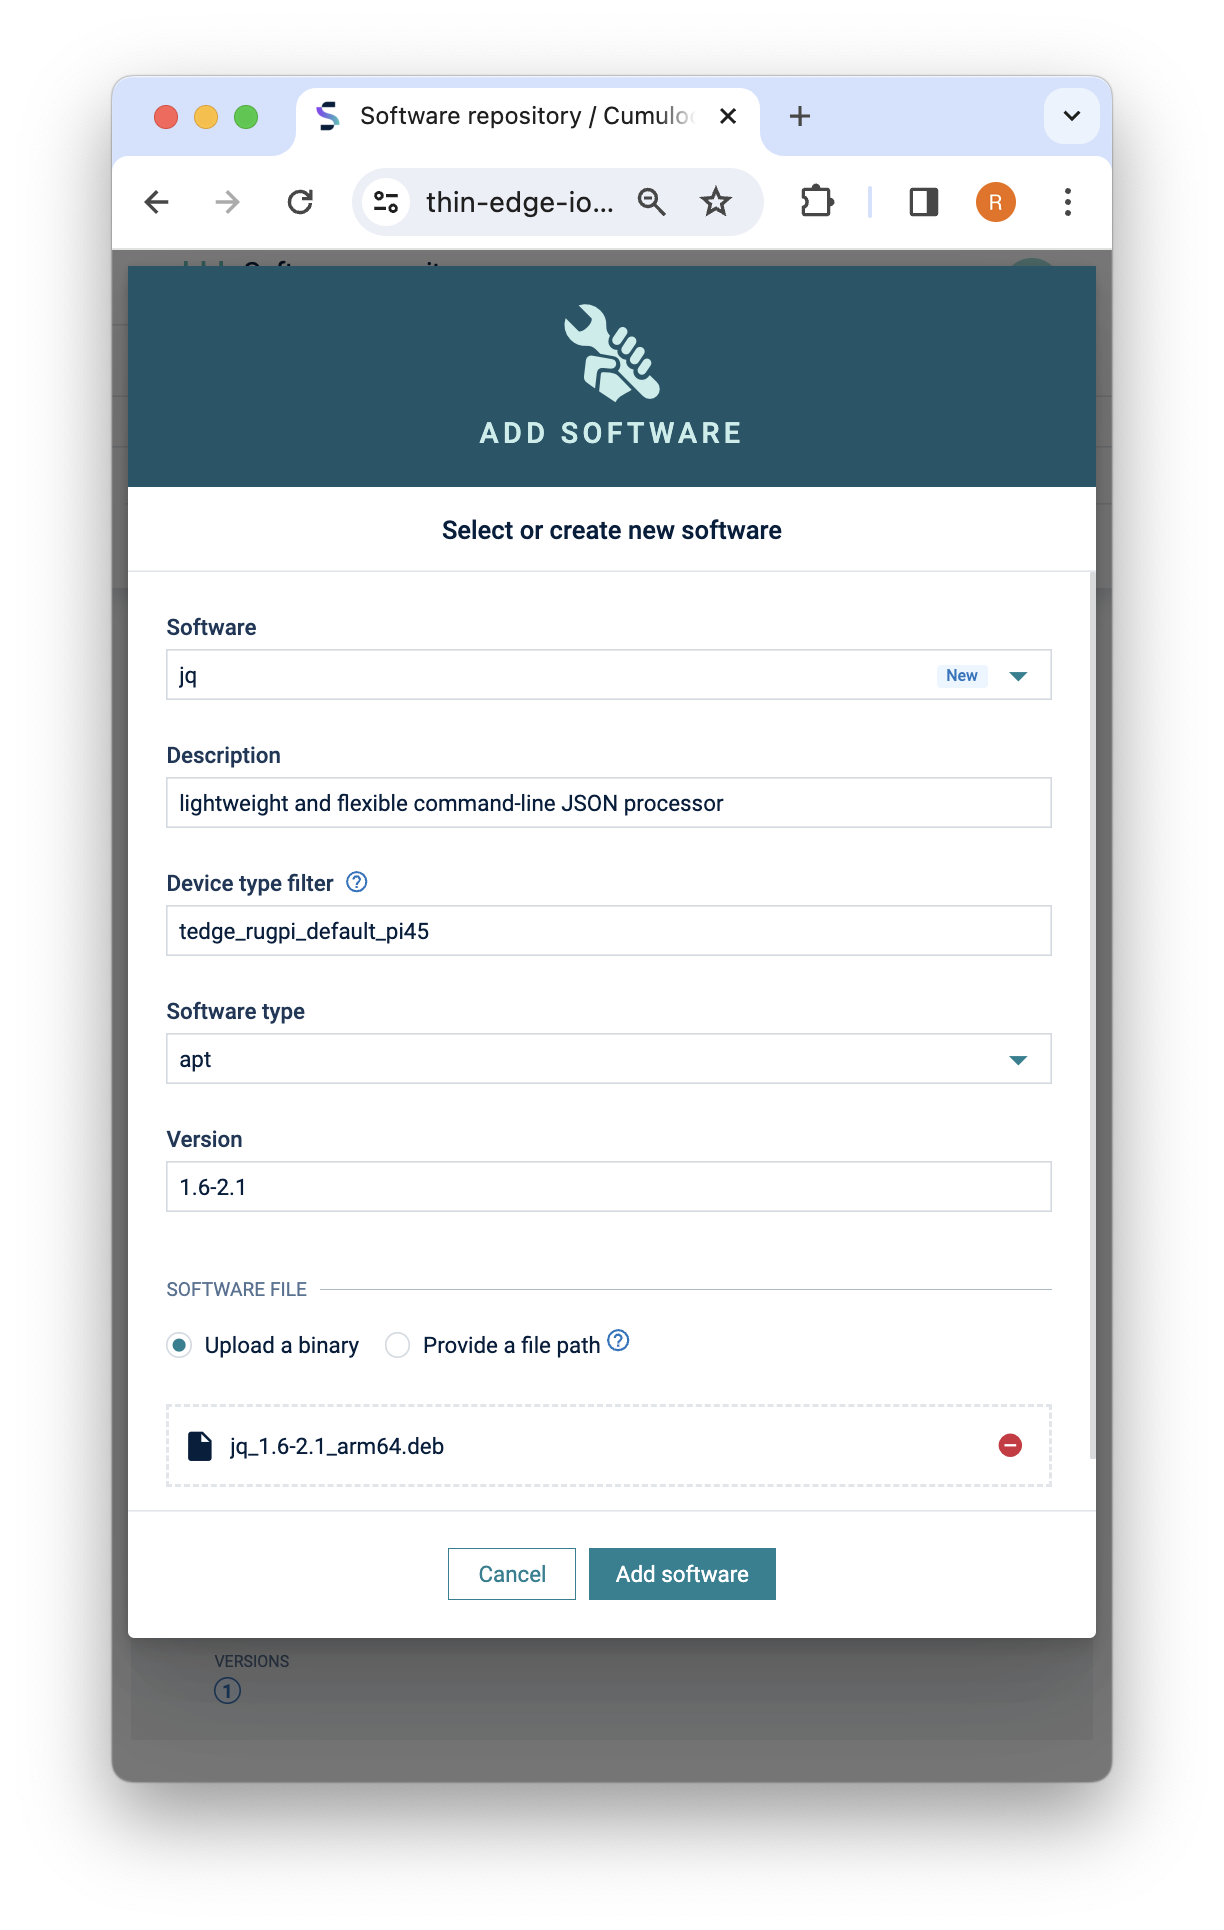 Software repository / Cumuloc
thin-edge-io...
R
ADD SOFTWARE
Select or create new software
Software
jq
New
Description
lightweight and flexible command-line JSON processor
Device type filter
tedge_rugpi_default_pi45
Software type
apt
Version
1.6-2.1
SOFTWARE FILE
Upload a binary
Provide a file path
jq_1.6-2.1_arm64.deb
Cancel
Add software
VERSIONS
1